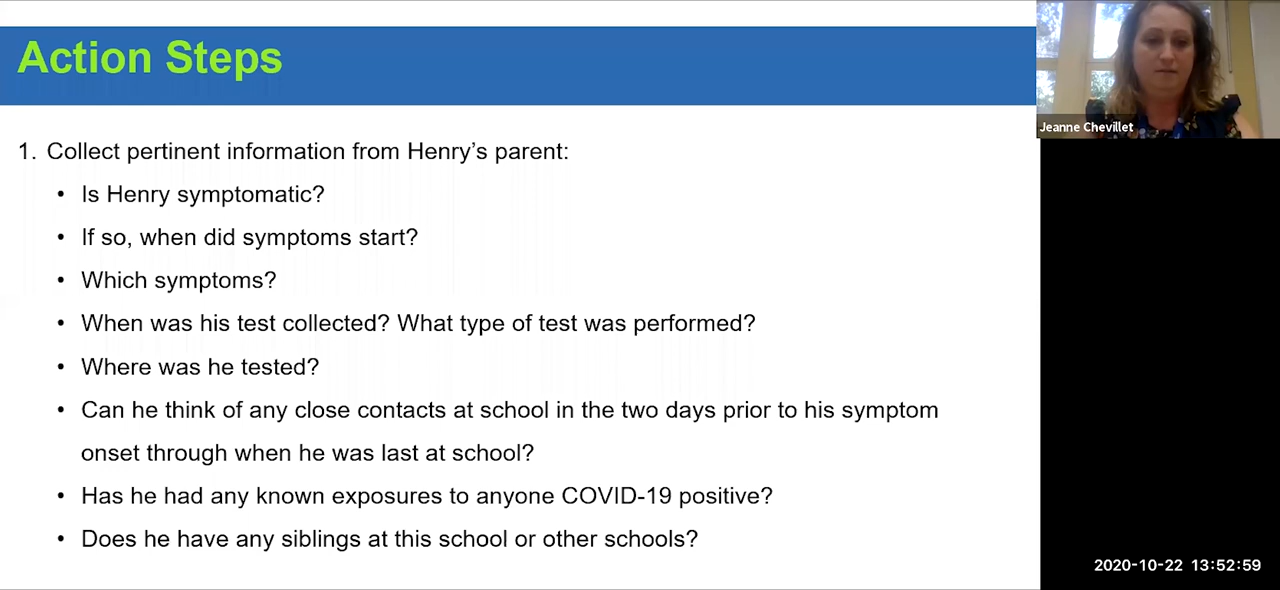 Action Steps
Jeanne Chevillet
1. Collect pertinent information from Henry’s parent:
• Is Henry symptomatic?
• If so, when did symptoms start?
• Which symptoms?
• When was his test collected? What type of test was performed?
• Where was he tested?
• Can he think of any close contacts at school in the two days prior to his symptom
onset through when he was last at school?
• Has he had any known exposures to anyone COVID-19 positive?
• Does he have any siblings at this school or other schools?
2020-10-22 13:52:59